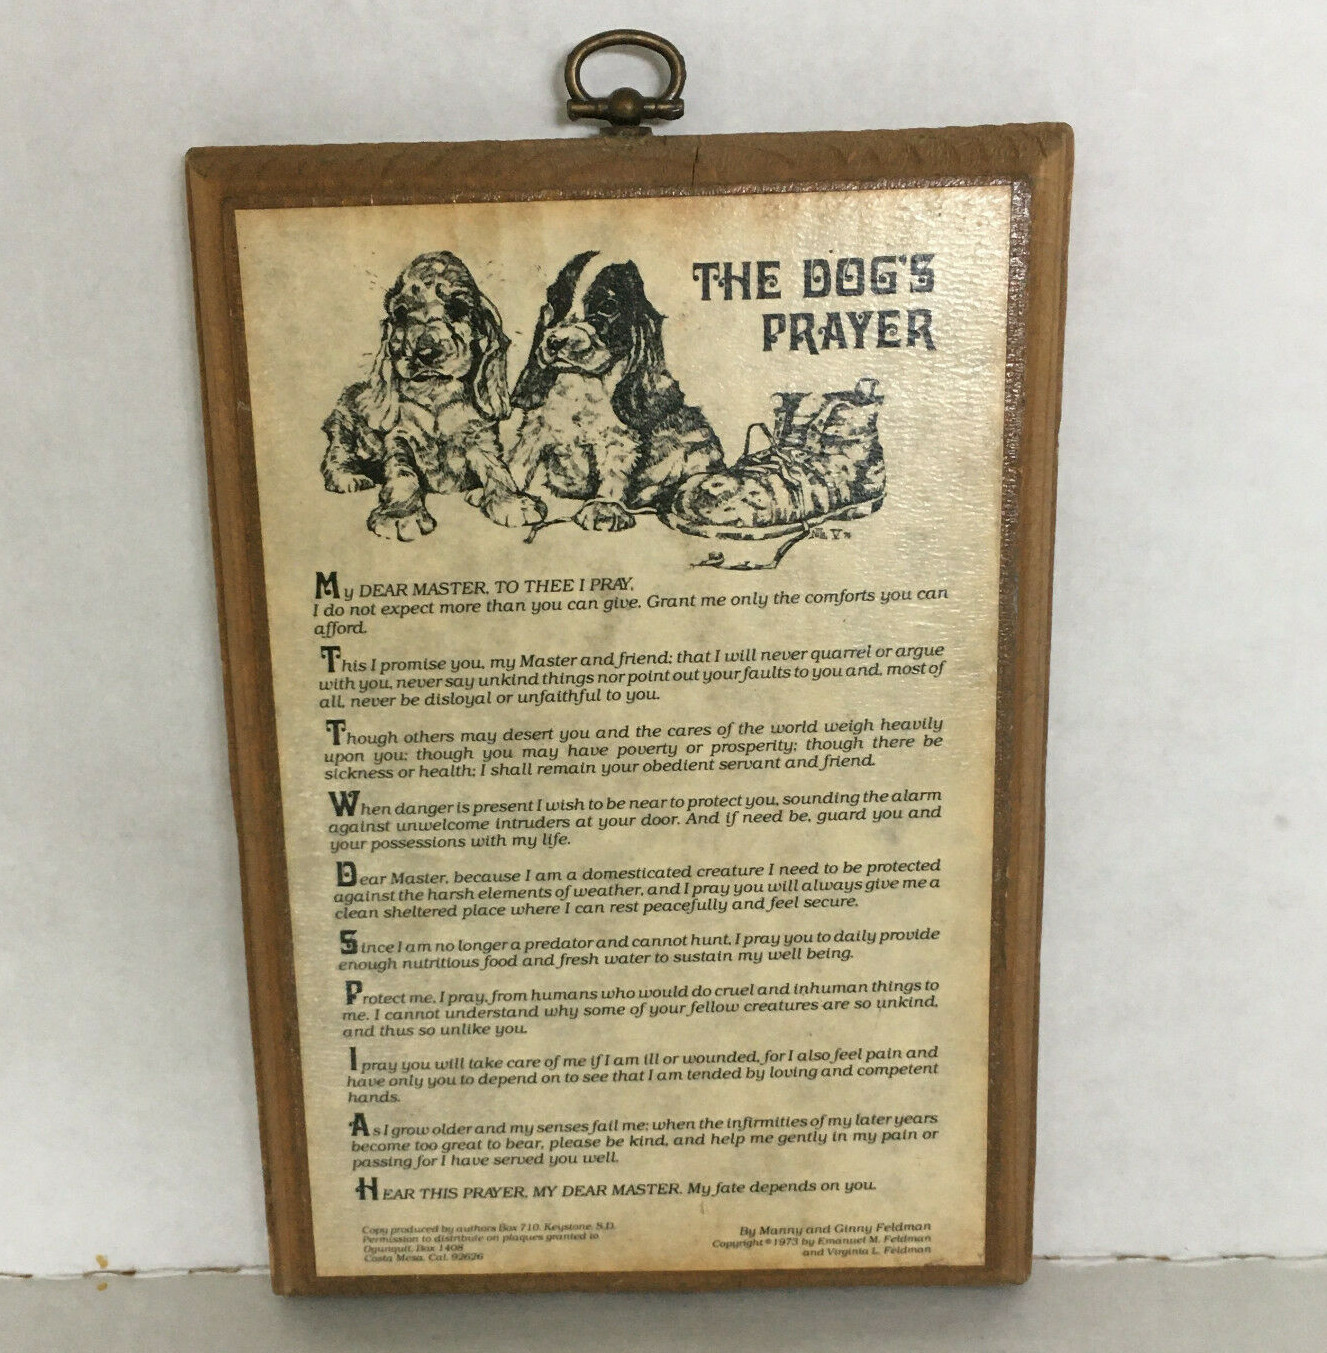 THE DOG'S
PRAYER
My DEAR MASTER, TO THEE I PRAY,
I do not expect more than you can give. Grant me only the comforts you can
afford.
This I promise you, my Master and friend; that I will never quarrel or argue
with you, never say unkind things nor point out your faults to you and, most of
all, never be disloyal or unfaithful to you.
Though others may desert you and the cares of the world weigh heavily
upon you; though you may have poverty or prosperity; though there be
sickness or health; I shall remain your obedient servant and friend.
When danger is present I wish to be near to protect you, sounding the alarm
against unwelcome intruders at your door. And if need be, guard you and
your possessions with my life.
Dear Master, because I am a domesticated creature I need to be protected
against the harsh elements of weather, and I pray you will always give me a
clean sheltered place where I can rest peacefully and feel secure.
Since I am no longer a predator and cannot hunt, I pray you to daily provide
enough nutritious food and fresh water to sustain my well being.
Protect me, I pray, from humans who would do cruel and inhuman things to
me. I cannot understand why some of your fellow creatures are so unkind,
and thus so unlike you.
I pray you will take care of me if I am ill or wounded, for I also feel pain and
have only you to depend on to see that I am tended by loving and competent
hands.
As I grow older and my senses fail me; when the infirmities of my later years
become too great to bear, please be kind, and help me gently in my pain or
passing for I have served you well.
HEAR THIS PRAYER, MY DEAR MASTER. My fate depends on you.
Copy produced by authors Box 710, Keystone, S.D.
Permission to distribute on plaques granted to
Ogunquit, Box 1408
Costa Mesa, Cal. 92626
By Manny and Ginny Feldman
Copyright © 1973 by Emanuel M. Feldman
and Virginia L. Feldman